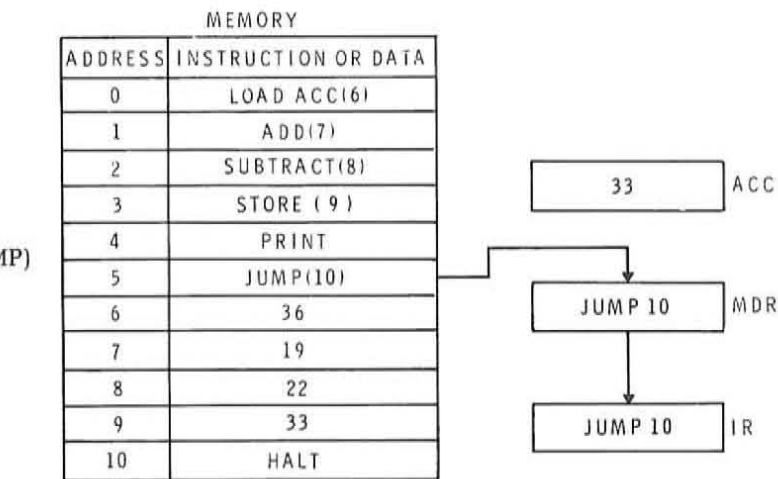 MEMORY
ADDRESS INSTRUCTION OR DATA
0 LOAD ACC(6)
1 ADD(7)
2 SUBTRACT(8)
3 STORE (9)
4 PRINT
5 JUMP(10)
6 36
7 19
8 22
9 33
10 HALT
MP)
33 ACC
JUMP 10 MDR
JUMP 10 IR